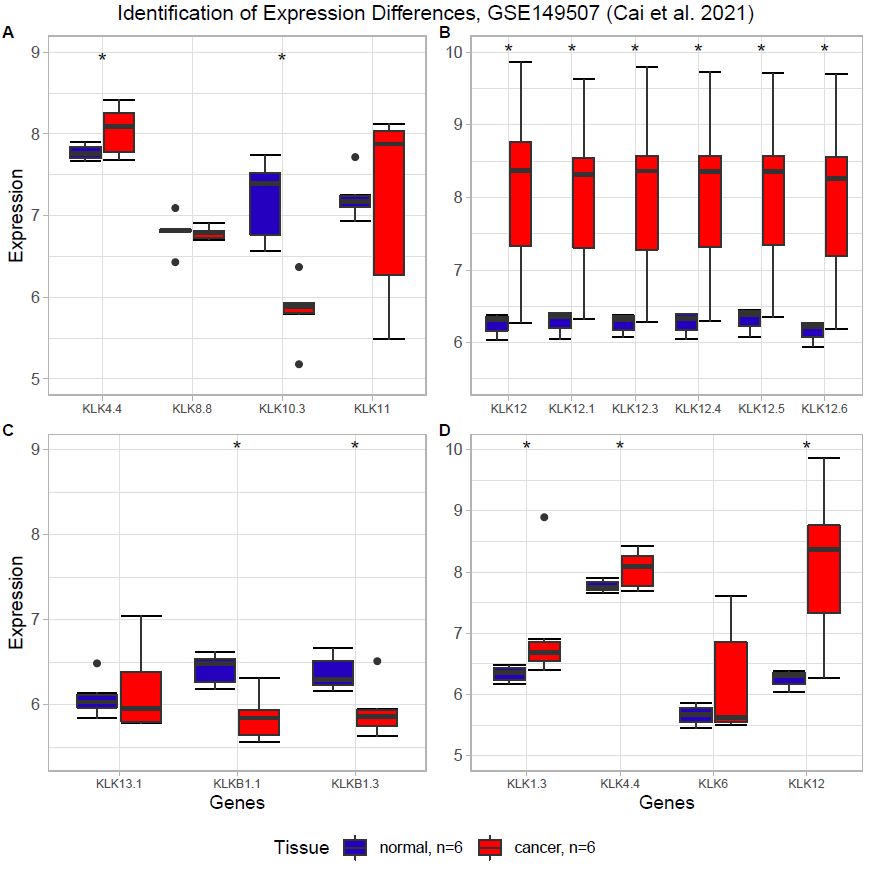 Identification of Expression Differences, GSE149507 (Cai et al. 2021)
A
B
*
*
*
*
*
*
*
*
9
8
7
6
5
Expression
10
9
8
7
6
KLK4.4 KLK8.8 KLK10.3 KLK11
KLK12 KLK12.1 KLK12.3 KLK12.4 KLK12.5 KLK12.6
C
D
*
*
*
*
*
9
8
7
6
Expression
10
9
8
7
6
5
KLK13.1 KLKB1.1 KLKB1.3
KLK1.3 KLK4.4 KLK6 KLK12
Genes
Genes
Tissue normal, n=6 cancer, n=6